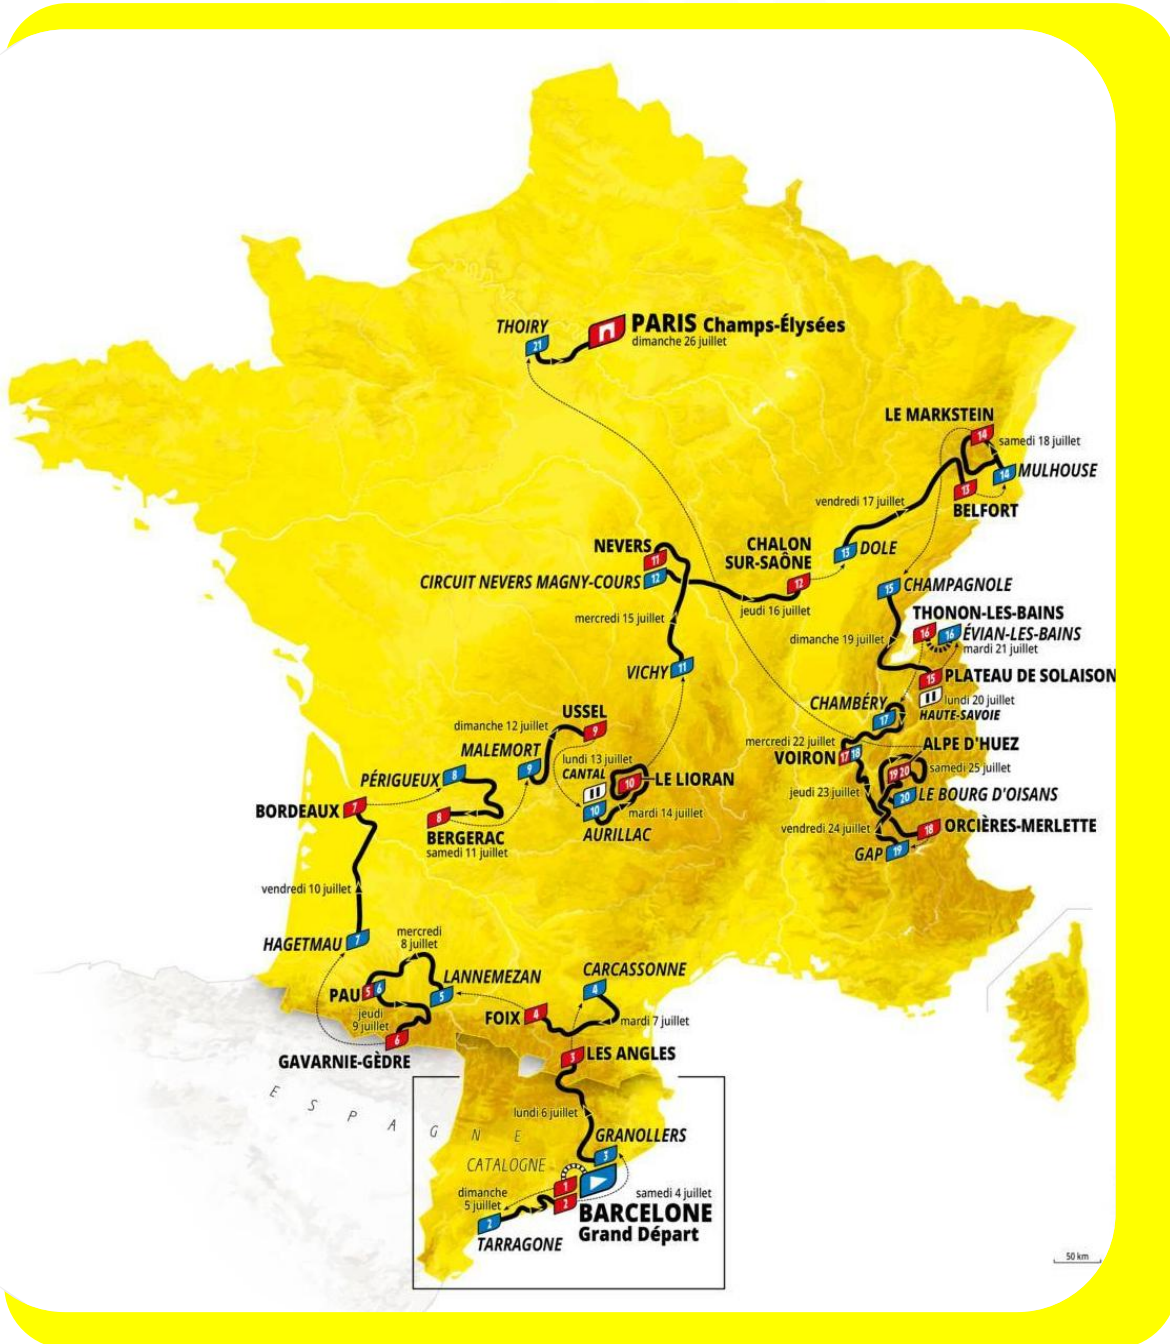 THOIRY
21
PARIS Champs-Élysées
dimanche 26 juillet
LE MARKSTEIN
14
samedi 18 juillet
14
MULHOUSE
13
BELFORT
vendredi 17 juillet
13
DOLE
NEVERS
11
CIRCUIT NEVERS MAGNY-COURS
12
CHALON
SUR-SAÔNE
12
jeudi 16 juillet
mercredi 15 juillet
VICHY
11
15
CHAMPAGNOLE
THONON-LES-BAINS
16
16
ÉVIAN-LES-BAINS
mardi 21 juillet
dimanche 19 juillet
15
PLATEAU DE SOLAISON
lundi 20 juillet
HAUTE-SAVOIE
CHAMBÉRY
17
mercredi 22 juillet
VOIRON
17 18
ALPE D'HUEZ
19 20
samedi 25 juillet
20
LE BOURG D'OISANS
jeudi 23 juillet
vendredi 24 juillet
18
ORCIÈRES-MERLETTE
GAP
19
USSEL
9
dimanche 12 juillet
MALEMORT
9
lundi 13 juillet
CANTAL
10
LE LIORAN
10
mardi 14 juillet
AURILLAC
PÉRIGUEUX
8
BORDEAUX
7
8
BERGERAC
samedi 11 juillet
vendredi 10 juillet
HAGETMAU
7
mercredi
8 juillet
LANNEMEZAN
5
PAU
5 6
jeudi
9 juillet
6
GAVARNIE-GÈDRE
CARCASSONNE
4
FOIX
4
mardi 7 juillet
3
LES ANGLES
ESPAGNE
lundi 6 juillet
GRANOLLERS
3
CATALOGNE
1
2
samedi 4 juillet
BARCELONE
Grand Départ
dimanche
5 juillet
2
TARRAGONE
50 km